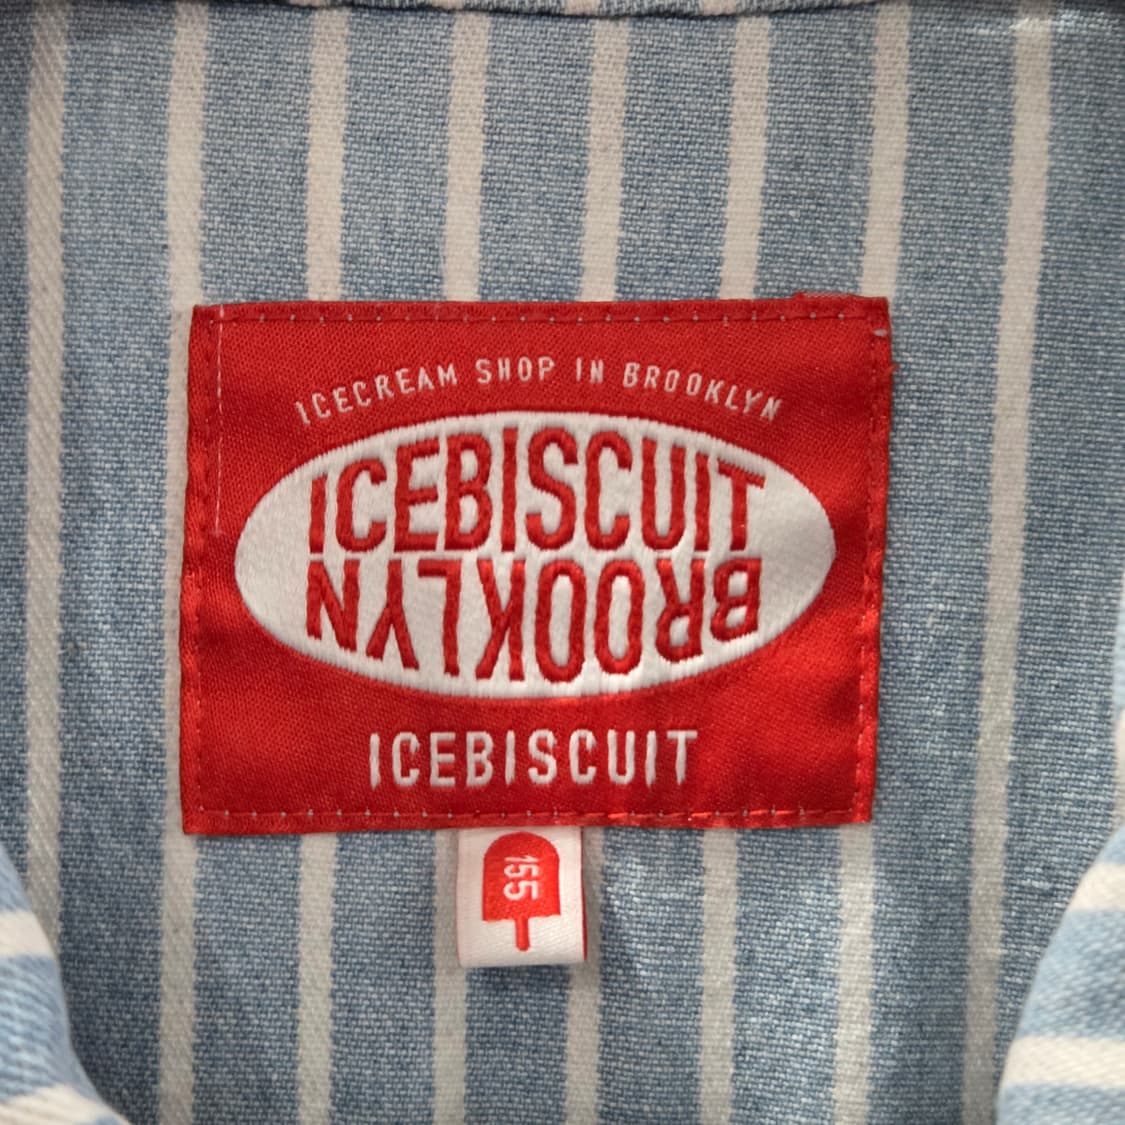 ICECREAM SHOP IN BROOKLYN
ICEBISCUIT
BROOKLYN
ICEBISCUIT
155